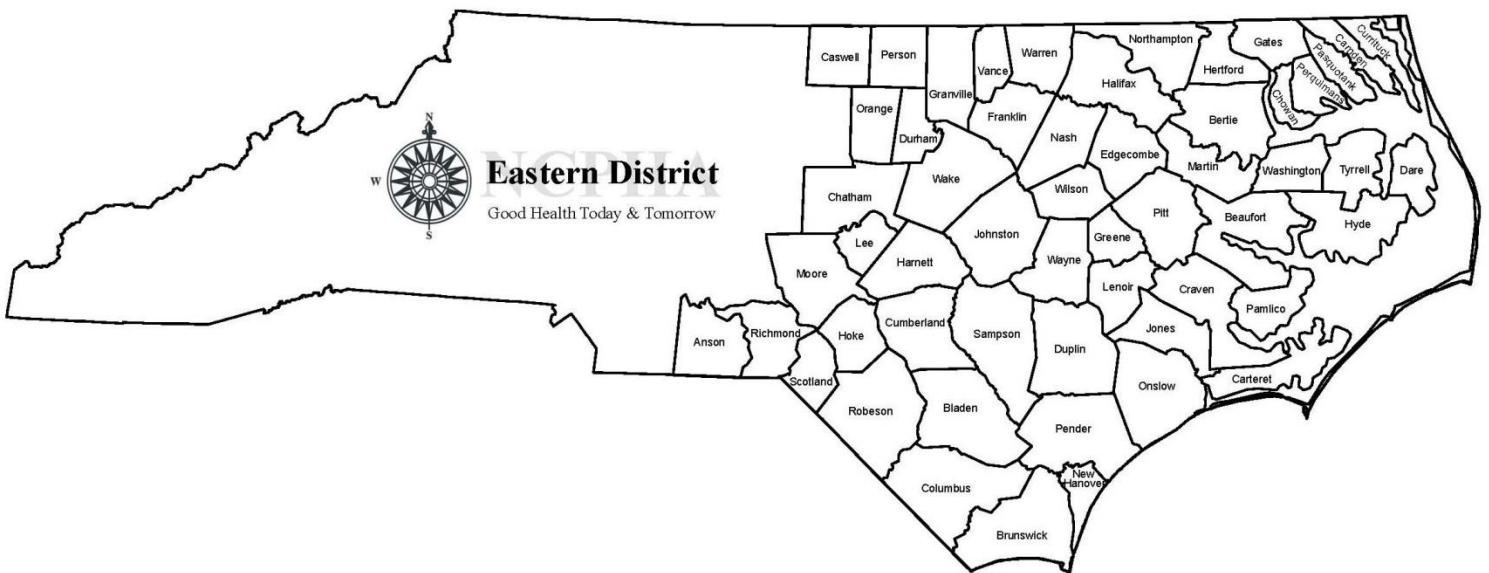 Caswell
Person
Granville
Vance
Warren
Northampton
Halifax
Hertford
Gates
Currituck
Camden
Pasquotank
Perquimans
Chowan
Bertie
Orange
Durham
Franklin
Nash
Edgecombe
Martin
Washington
Tyrrell
Dare
N
W
S
NCPHA
Eastern District
Good Health Today & Tomorrow
Chatham
Wake
Wilson
Pitt
Beaufort
Hyde
Lee
Johnston
Greene
Moore
Harnett
Wayne
Lenoir
Craven
Pamlico
Anson
Richmond
Hoke
Cumberland
Sampson
Duplin
Jones
Scotland
Onslow
Carteret
Robeson
Bladen
Pender
Columbus
New
Hanover
Brunswick